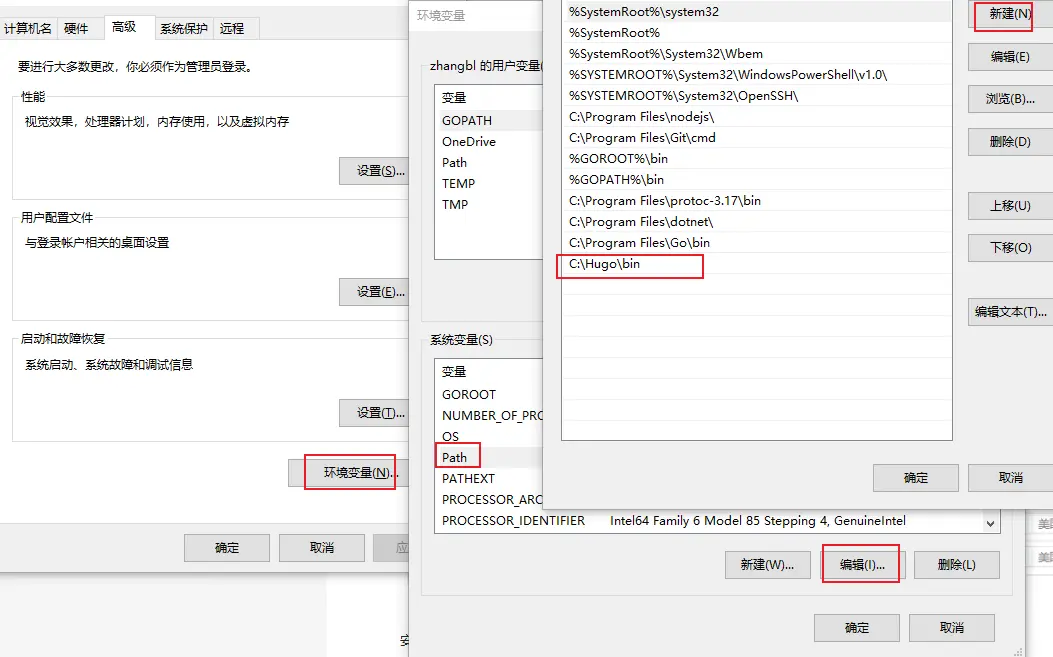 计算机名
硬件
高级
系统保护
远程
要进行大多数更改，你必须作为管理员登录。
性能
视觉效果，处理器计划，内存使用，以及虚拟内存
设置(S)...
用户配置文件
与登录帐户相关的桌面设置
设置(E)...
启动和故障恢复
系统启动、系统故障和调试信息
设置(T)...
环境变量(N)...
确定
取消
应
环境变量
zhangbl 的用户变量(
变量
GOPATH
OneDrive
Path
TEMP
TMP
系统变量(S)
变量
GOROOT
NUMBER_OF_PRO
OS
Path
PATHEXT
PROCESSOR_ARC
PROCESSOR_IDENTIFIER Intel64 Family 6 Model 85 Stepping 4, GenuineIntel
新建(W)...
编辑(I)...
删除(L)
确定
取消
%SystemRoot%\system32
%SystemRoot%
%SystemRoot%\System32\Wbem
%SYSTEMROOT%\System32\WindowsPowerShell\v1.0\
%SYSTEMROOT%\System32\OpenSSH\
C:\Program Files\nodejs\
C:\Program Files\Git\cmd
%GOROOT%\bin
%GOPATH%\bin
C:\Program Files\protoc-3.17\bin
C:\Program Files\dotnet\
C:\Program Files\Go\bin
C:\Hugo\bin
新建(N)
编辑(E)
浏览(B)...
删除(D)
上移(U)
下移(O)
编辑文本(T)...
确定
取消